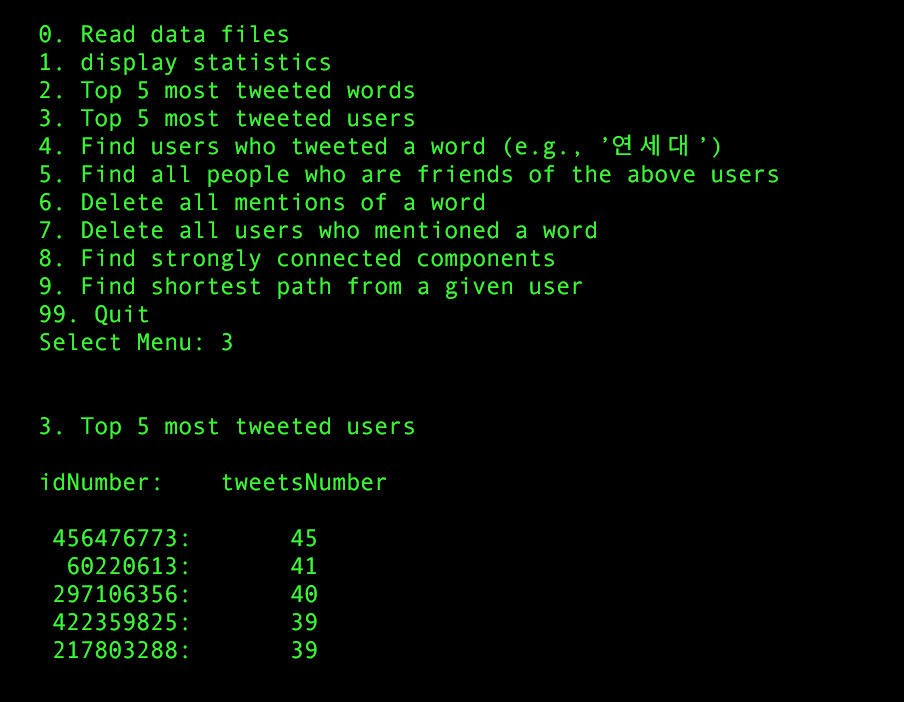 0. Read data files
1. display statistics
2. Top 5 most tweeted words
3. Top 5 most tweeted users
4. Find users who tweeted a word (e.g., ’연세대’)
5. Find all people who are friends of the above users
6. Delete all mentions of a word
7. Delete all users who mentioned a word
8. Find strongly connected components
9. Find shortest path from a given user
99. Quit
Select Menu: 3
3. Top 5 most tweeted users
idNumber: tweetsNumber
456476773: 45
60220613: 41
297106356: 40
422359825: 39
217803288: 39